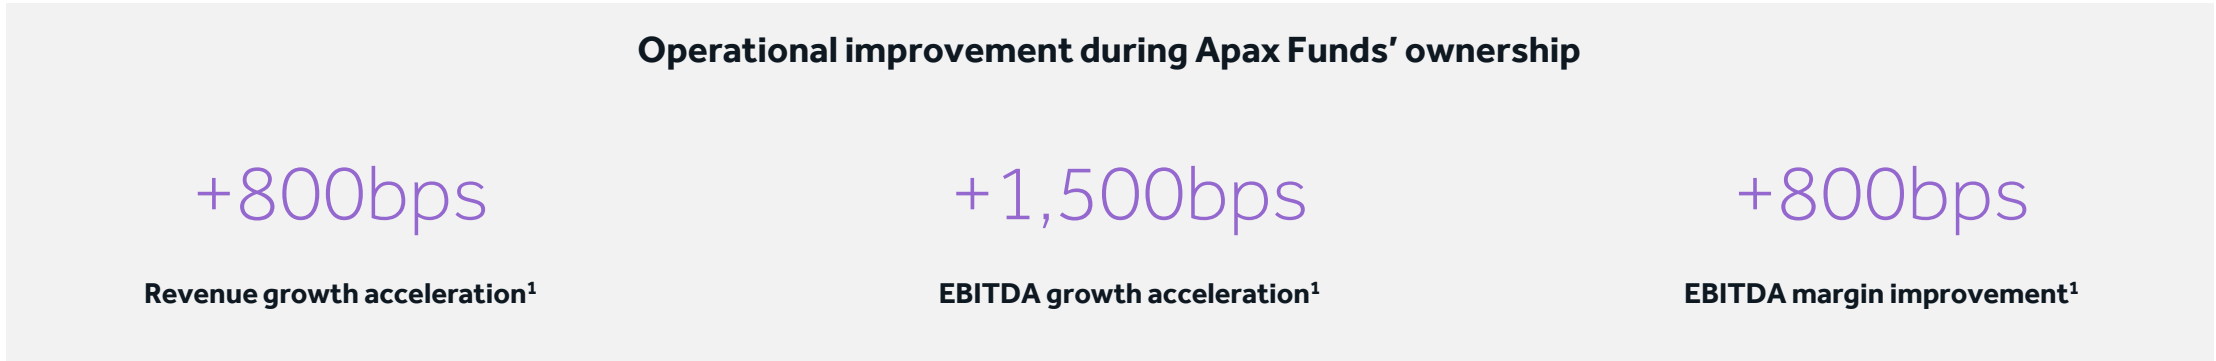 Operational improvement during Apax Funds’ ownership
+800bps
+1,500bps
+800bps
Revenue growth acceleration¹
EBITDA growth acceleration¹
EBITDA margin improvement¹